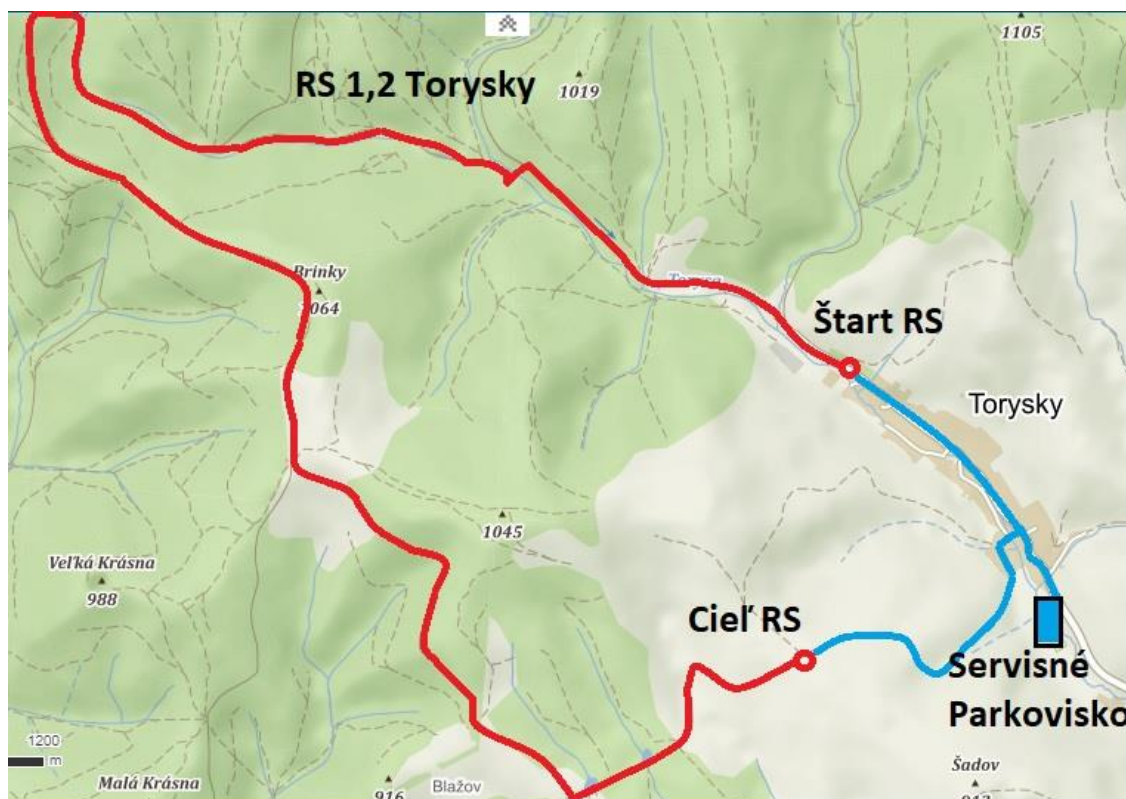 1105
RS 1,2 Torysky
1019
Torysa
Brinky
1064
Štart RS
Torysky
1045
Veľká Krásna
988
Cieľ RS
Servisné
Parkovisko
1200
m
Malá Krásna
916
Blažov
Šadov